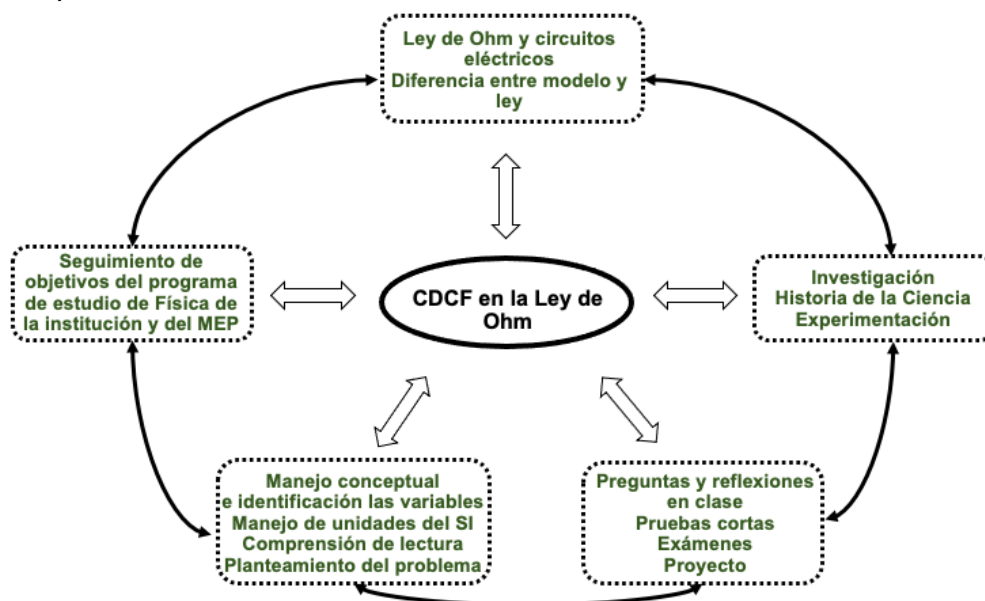 Ley de Ohm y circuitos
eléctricos
Diferencia entre modelo y
ley
Seguimiento de
objetivos del programa
de estudio de Física de
la institución y del MEP
CDCF en la Ley de
Ohm
Investigación
Historia de la Ciencia
Experimentación
Manejo conceptual
e identificación las variables
Manejo de unidades del SI
Comprensión de lectura
Planteamiento del problema
Preguntas y reflexiones
en clase
Pruebas cortas
Exámenes
Proyecto